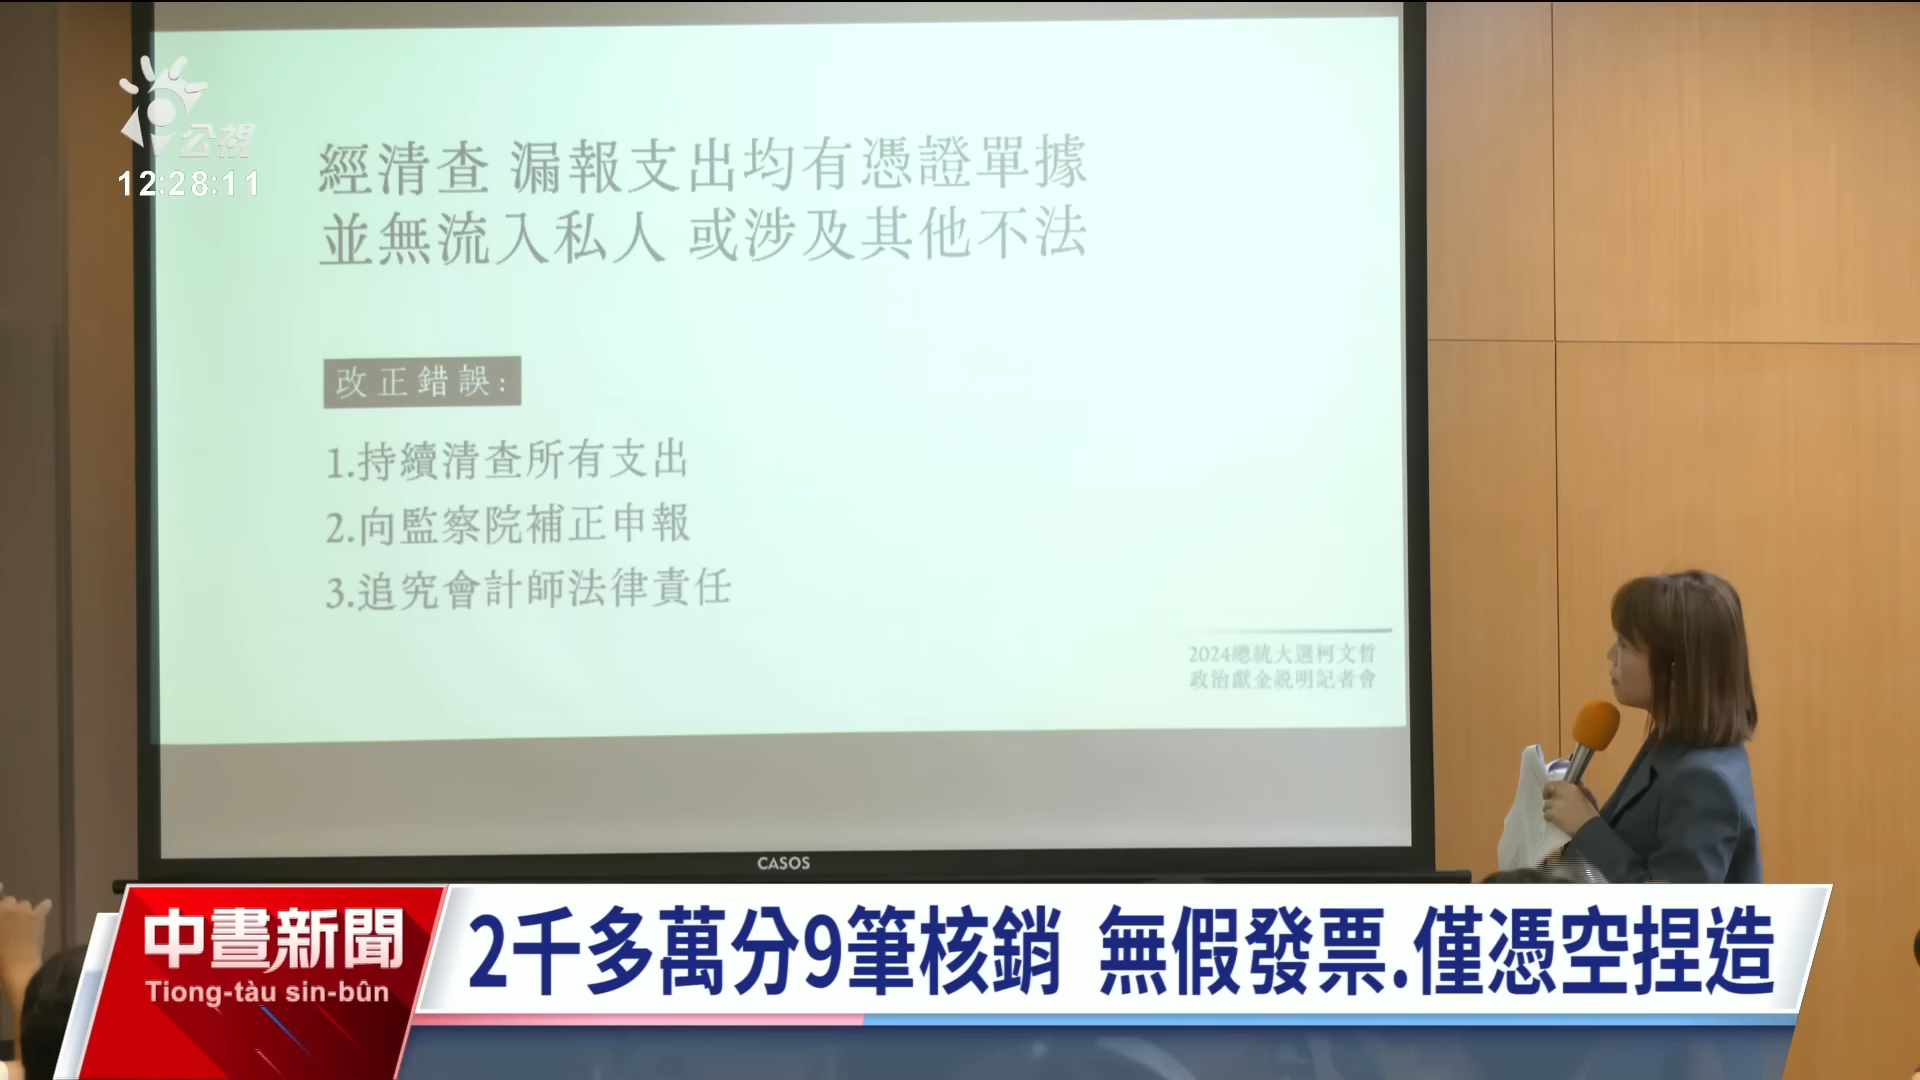 公視
12:28:11
經清查 漏報支出均有憑證單據
並無流入私人 或涉及其他不法
改正錯誤:
1.持續清查所有支出
2.向監察院補正申報
3.追究會計師法律責任
2024總統大選柯文哲
政治獻金說明記者會
CASOS
中晝新聞
Tiong-tàu sin-bûn
2千多萬分9筆核銷 無假發票.僅憑空捏造